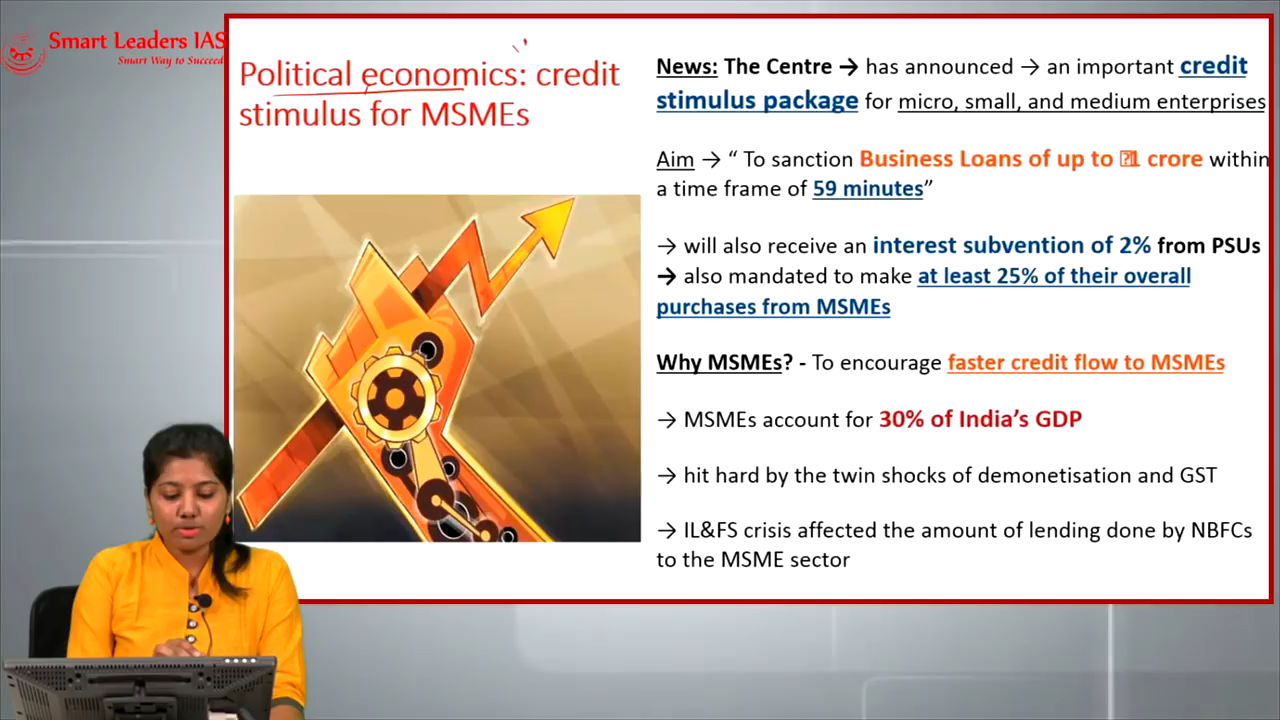 Smart Leaders IAS
Smart Way to Succeed
Political economics: credit
stimulus for MSMEs
News: The Centre → has announced → an important credit
stimulus package for micro, small, and medium enterprises
Aim → “ To sanction Business Loans of up to 1 crore within
a time frame of 59 minutes”
→ will also receive an interest subvention of 2% from PSUs
→ also mandated to make at least 25% of their overall
purchases from MSMEs
Why MSMEs? - To encourage faster credit flow to MSMEs
→ MSMEs account for 30% of India’s GDP
→ hit hard by the twin shocks of demonetisation and GST
→ IL&FS crisis affected the amount of lending done by NBFCs
to the MSME sector